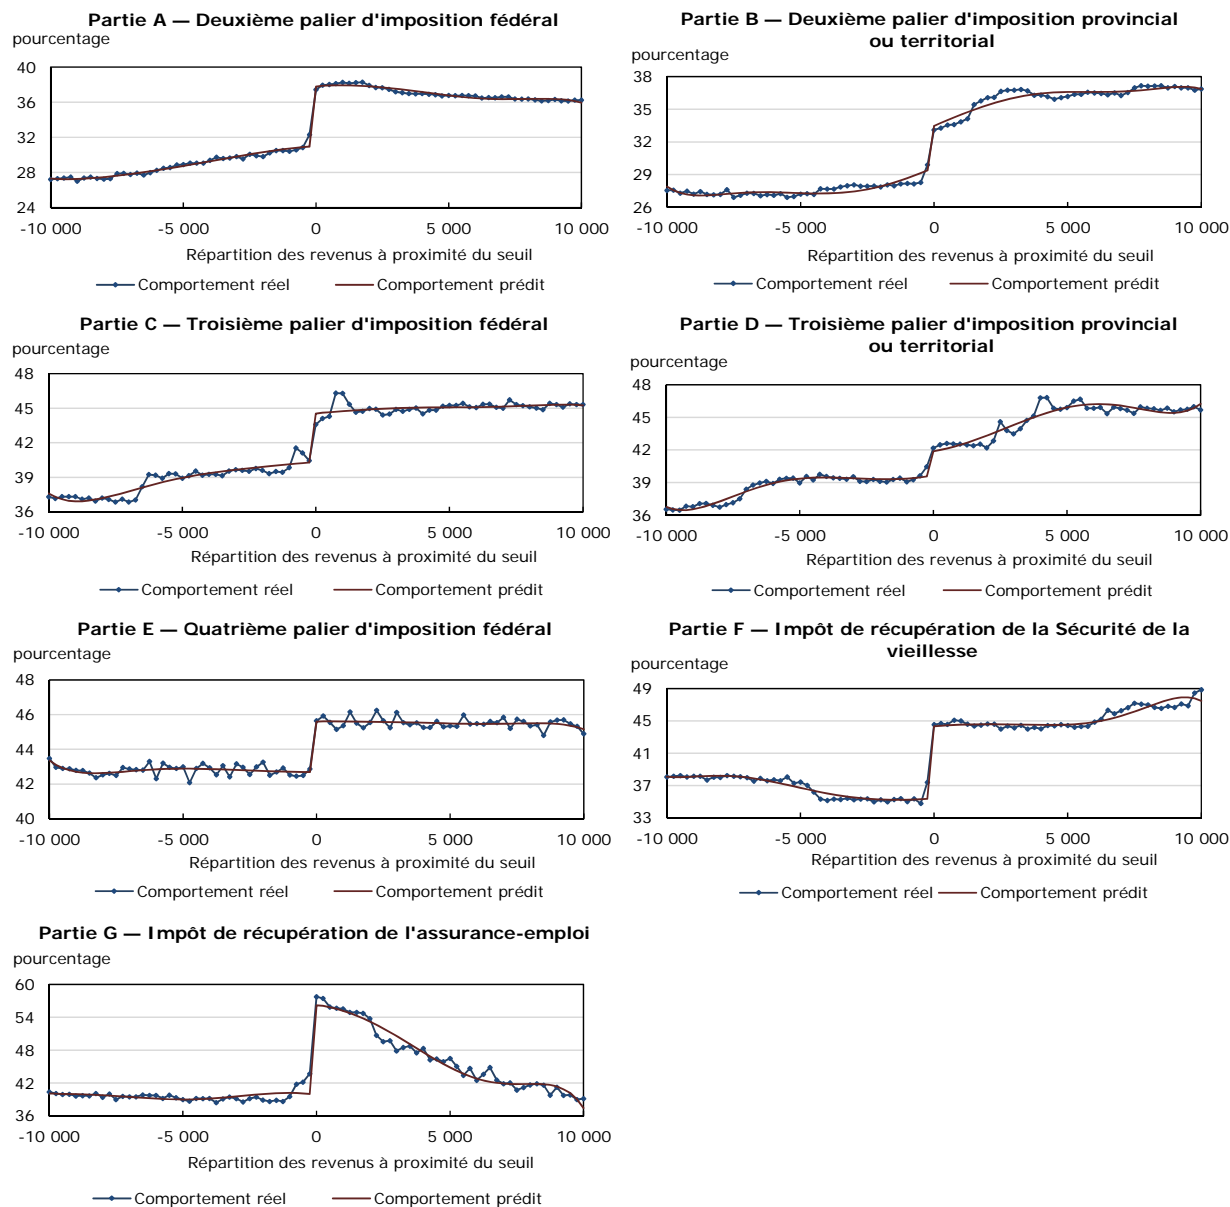 Partie A — Deuxième palier d'imposition fédéral
pourcentage
40
36
32
28
24
-10 000 -5 000 0 5 000 10 000
Répartition des revenus à proximité du seuil
Comportement réel Comportement prédit
Partie B — Deuxième palier d'imposition provincial
ou territorial
pourcentage
38
35
32
29
26
-10 000 -5 000 0 5 000 10 000
Répartition des revenus à proximité du seuil
Comportement réel Comportement prédit
Partie C — Troisième palier d'imposition fédéral
pourcentage
48
45
42
39
36
-10 000 -5 000 0 5 000 10 000
Répartition des revenus à proximité du seuil
Comportement réel Comportement prédit
Partie D — Troisième palier d'imposition provincial
ou territorial
pourcentage
48
45
42
39
36
-10 000 -5 000 0 5 000 10 000
Répartition des revenus à proximité du seuil
Comportement réel Comportement prédit
Partie E — Quatrième palier d'imposition fédéral
pourcentage
48
46
44
42
40
-10 000 -5 000 0 5 000 10 000
Répartition des revenus à proximité du seuil
Comportement réel Comportement prédit
Partie F — Impôt de récupération de la Sécurité de la
vieillesse
pourcentage
49
45
41
37
33
-10 000 -5 000 0 5 000 10 000
Répartition des revenus à proximité du seuil
Comportement réel Comportement prédit
Partie G — Impôt de récupération de l'assurance-emploi
pourcentage
60
54
48
42
36
-10 000 -5 000 0 5 000 10 000
Répartition des revenus à proximité du seuil
Comportement réel Comportement prédit